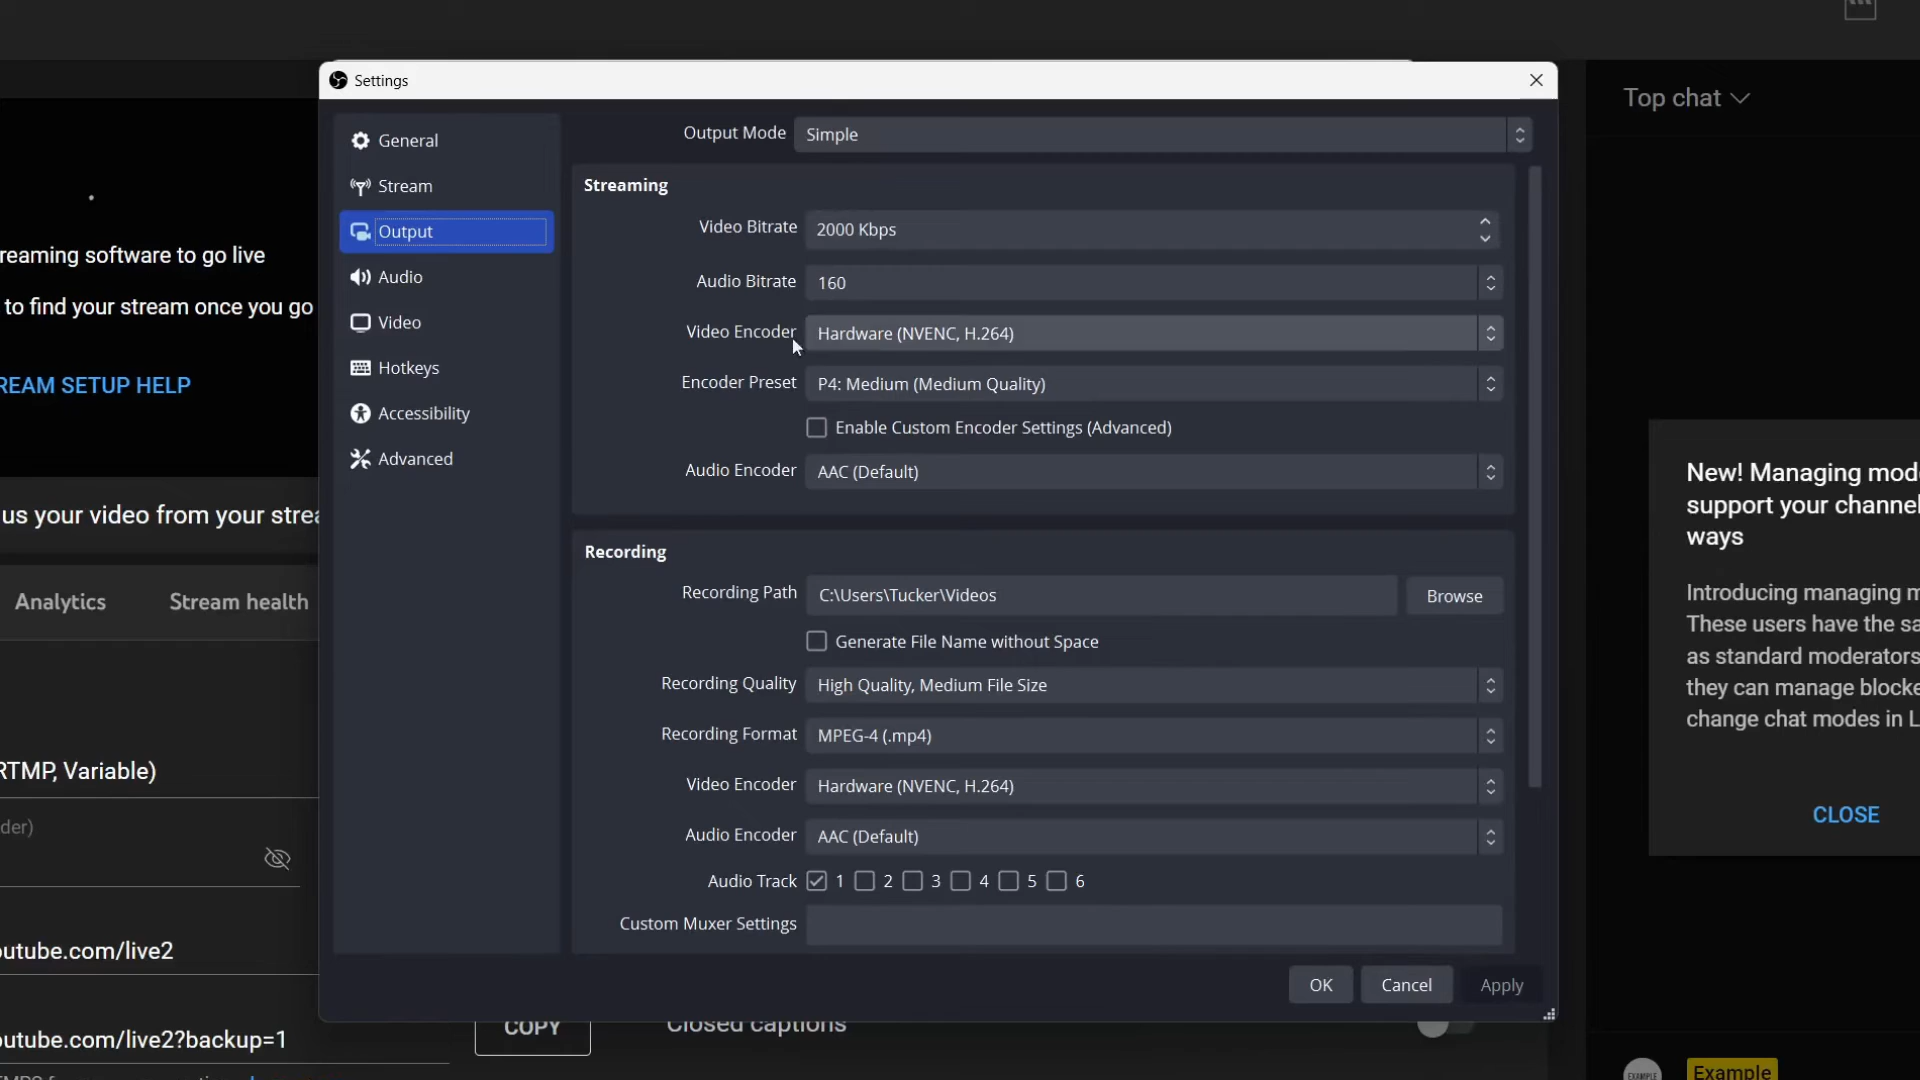 Settings
General
Stream
Output
Audio
Video
Hotkeys
Accessibility
Advanced
Output Mode Simple
Streaming
Video Bitrate 2000 Kbps
Audio Bitrate 160
Video Encoder Hardware (NVENC, H.264)
Encoder Preset P4: Medium (Medium Quality)
Enable Custom Encoder Settings (Advanced)
Audio Encoder AAC (Default)
Recording
Recording Path C:\Users\Tucker\Videos Browse
Generate File Name without Space
Recording Quality High Quality, Medium File Size
Recording Format MPEG-4 (.mp4)
Video Encoder Hardware (NVENC, H.264)
Audio Encoder AAC (Default)
Audio Track 1 2 3 4 5 6
Custom Muxer Settings
OK Cancel Apply
reaming software to go live
to find your stream once you go
REAM SETUP HELP
us your video from your strea
Analytics Stream health
RTMP, Variable)
der)
outube.com/live2
outube.com/live2?backup=1
COPY
Closed captions
Top chat
New! Managing mode
support your channel
ways
Introducing managing m
These users have the sa
as standard moderators
they can manage blocke
change chat modes in L
CLOSE
EXAMPLE
Example